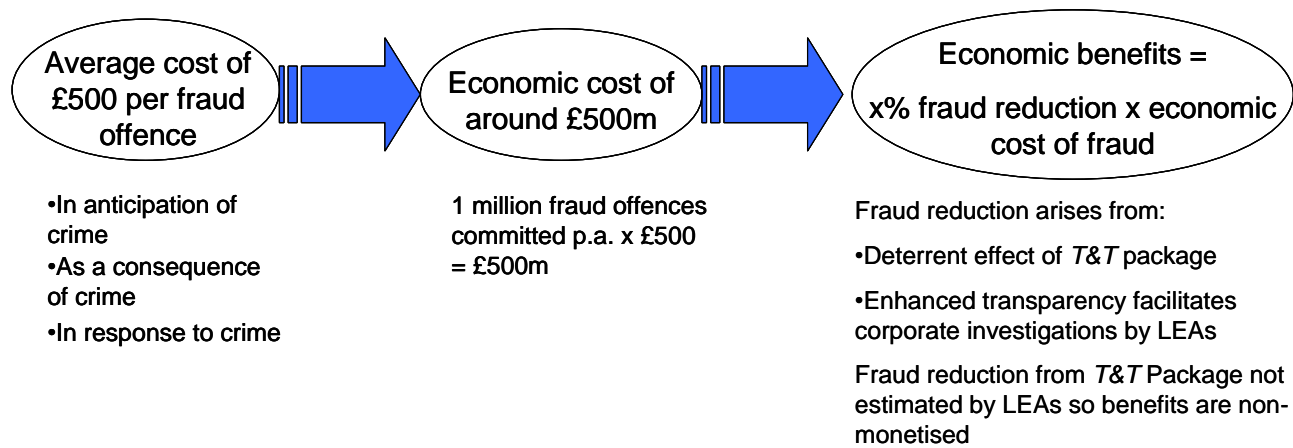 Average cost of
£500 per fraud
offence
•In anticipation of
crime
•As a consequence
of crime
•In response to crime
Economic cost of
around £500m
1 million fraud offences
committed p.a. x £500
= £500m
Economic benefits =
x% fraud reduction x economic
cost of fraud
Fraud reduction arises from:
•Deterrent effect of T&T package
•Enhanced transparency facilitates
corporate investigations by LEAs
Fraud reduction from T&T Package not
estimated by LEAs so benefits are non-
monetised